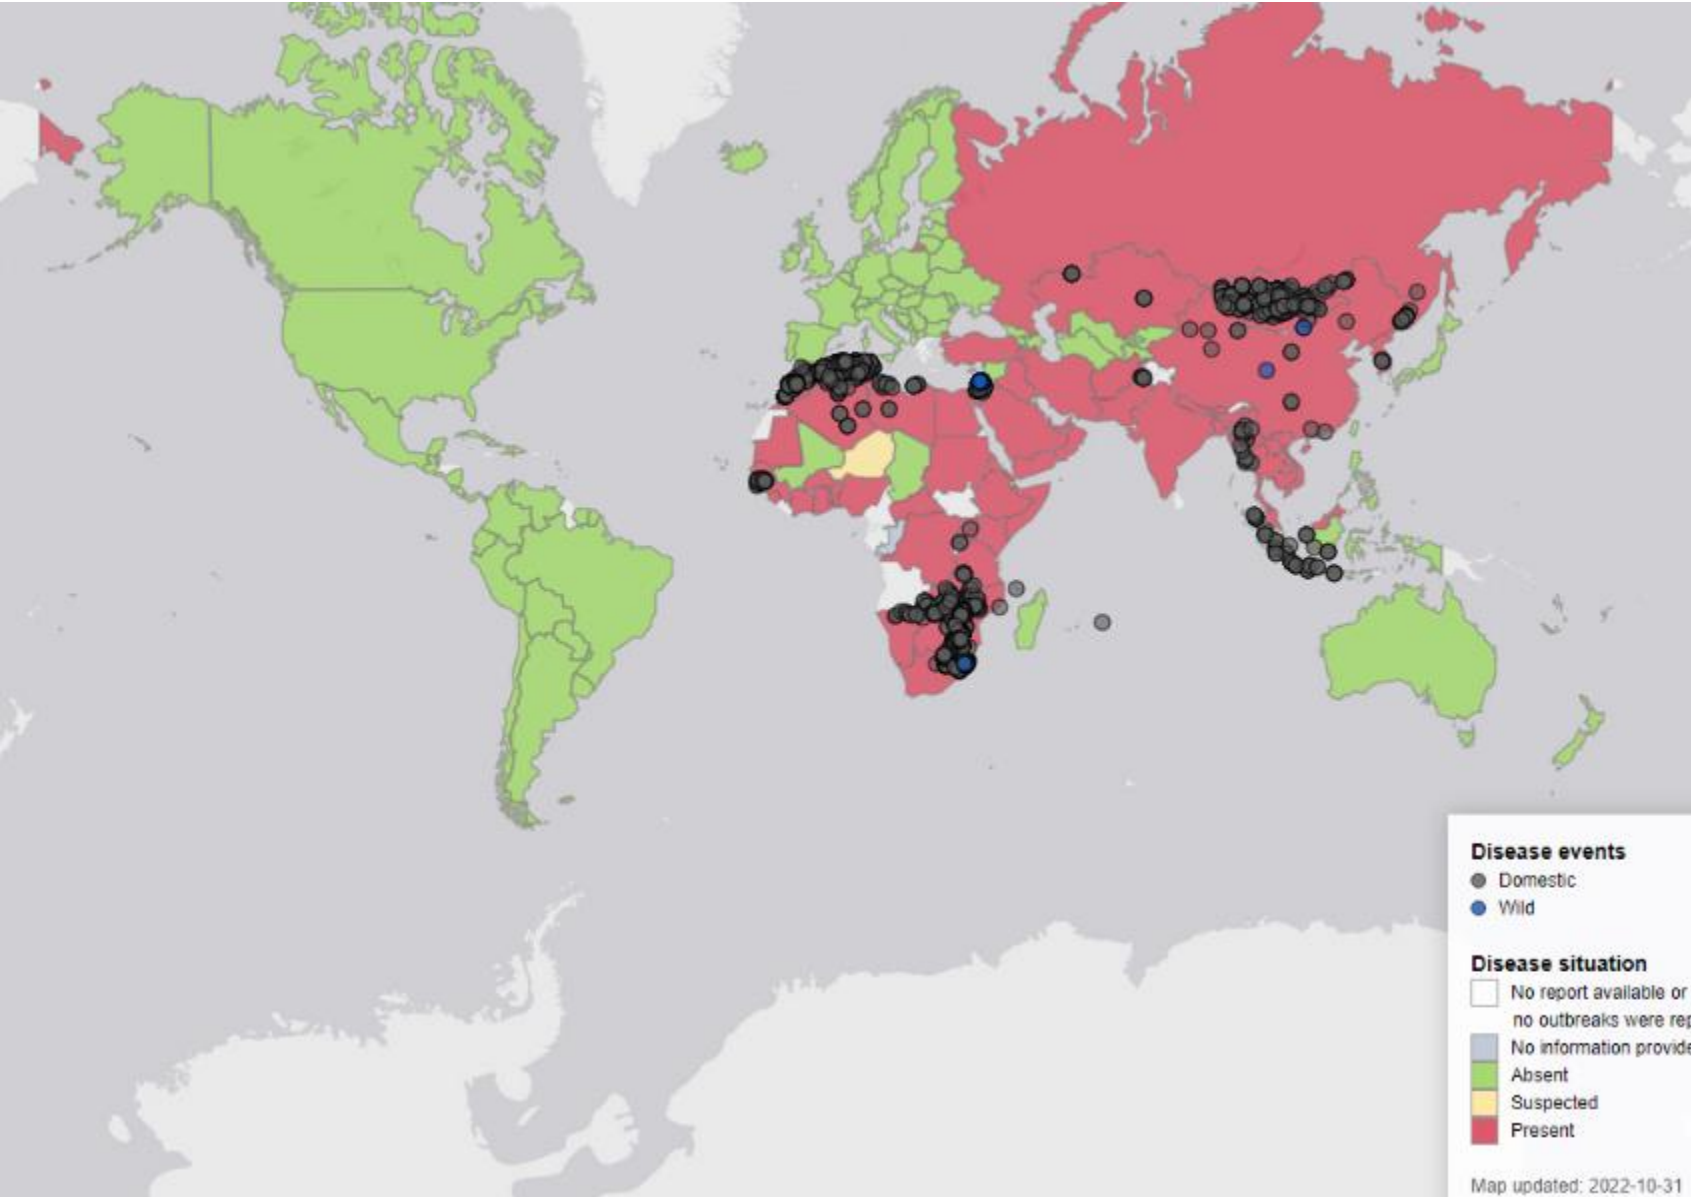 Disease events
Domestic
Wild
Disease situation
No report available or
no outbreaks were rep
No information provide
Absent
Suspected
Present
Map updated: 2022-10-31